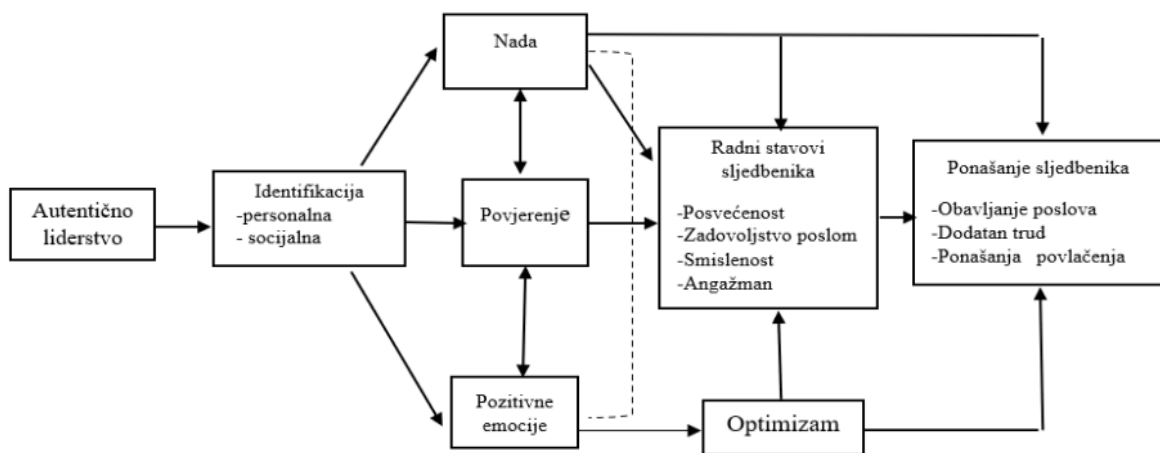 Nada
Autentično
liderstvo
Identifikacija
-personalna
- socijalna
Povjerenje
Pozitivne
emocije
Radni stavovi
sljedbenika
-Posvećenost
-Zadovoljstvo poslom
-Smislenost
-Angažman
Optimizam
Ponašanje sljedbenika
-Obavljanje poslova
-Dodatan trud
-Ponašanja povlačenja